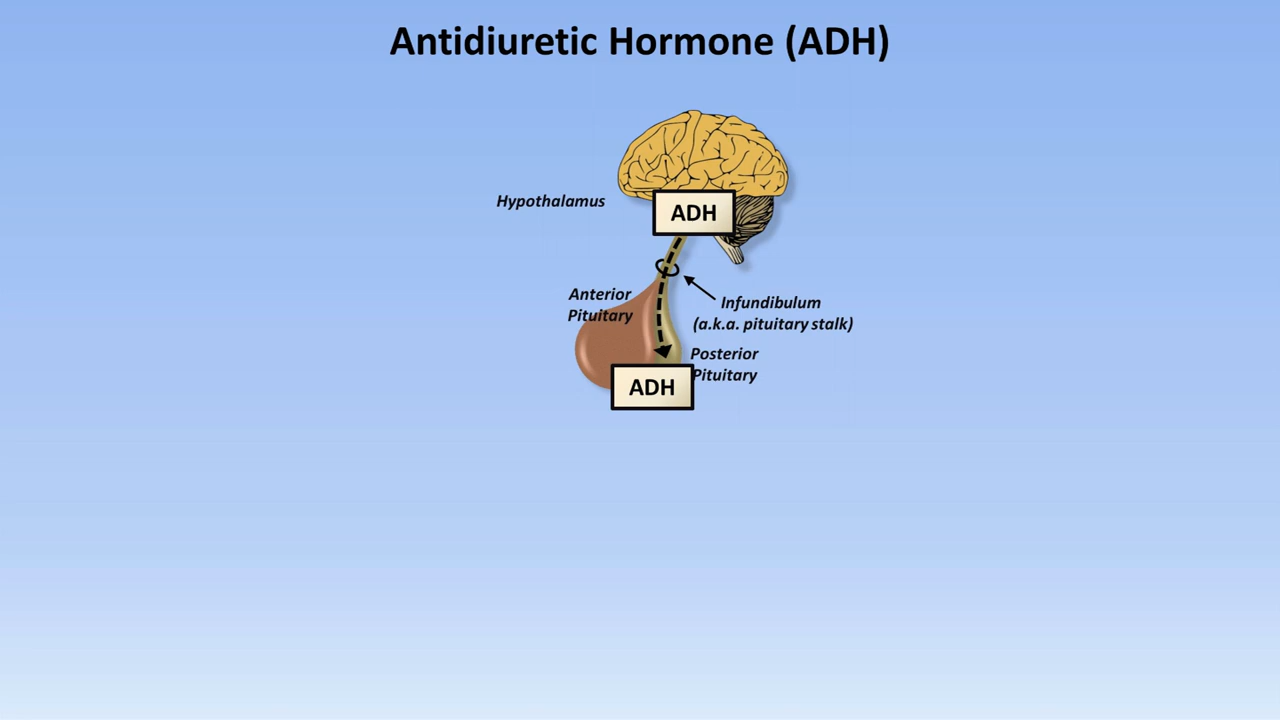 Antidiuretic Hormone (ADH)
Hypothalamus
ADH
Anterior
Pituitary
Infundibulum
(a.k.a. pituitary stalk)
Posterior
Pituitary
ADH